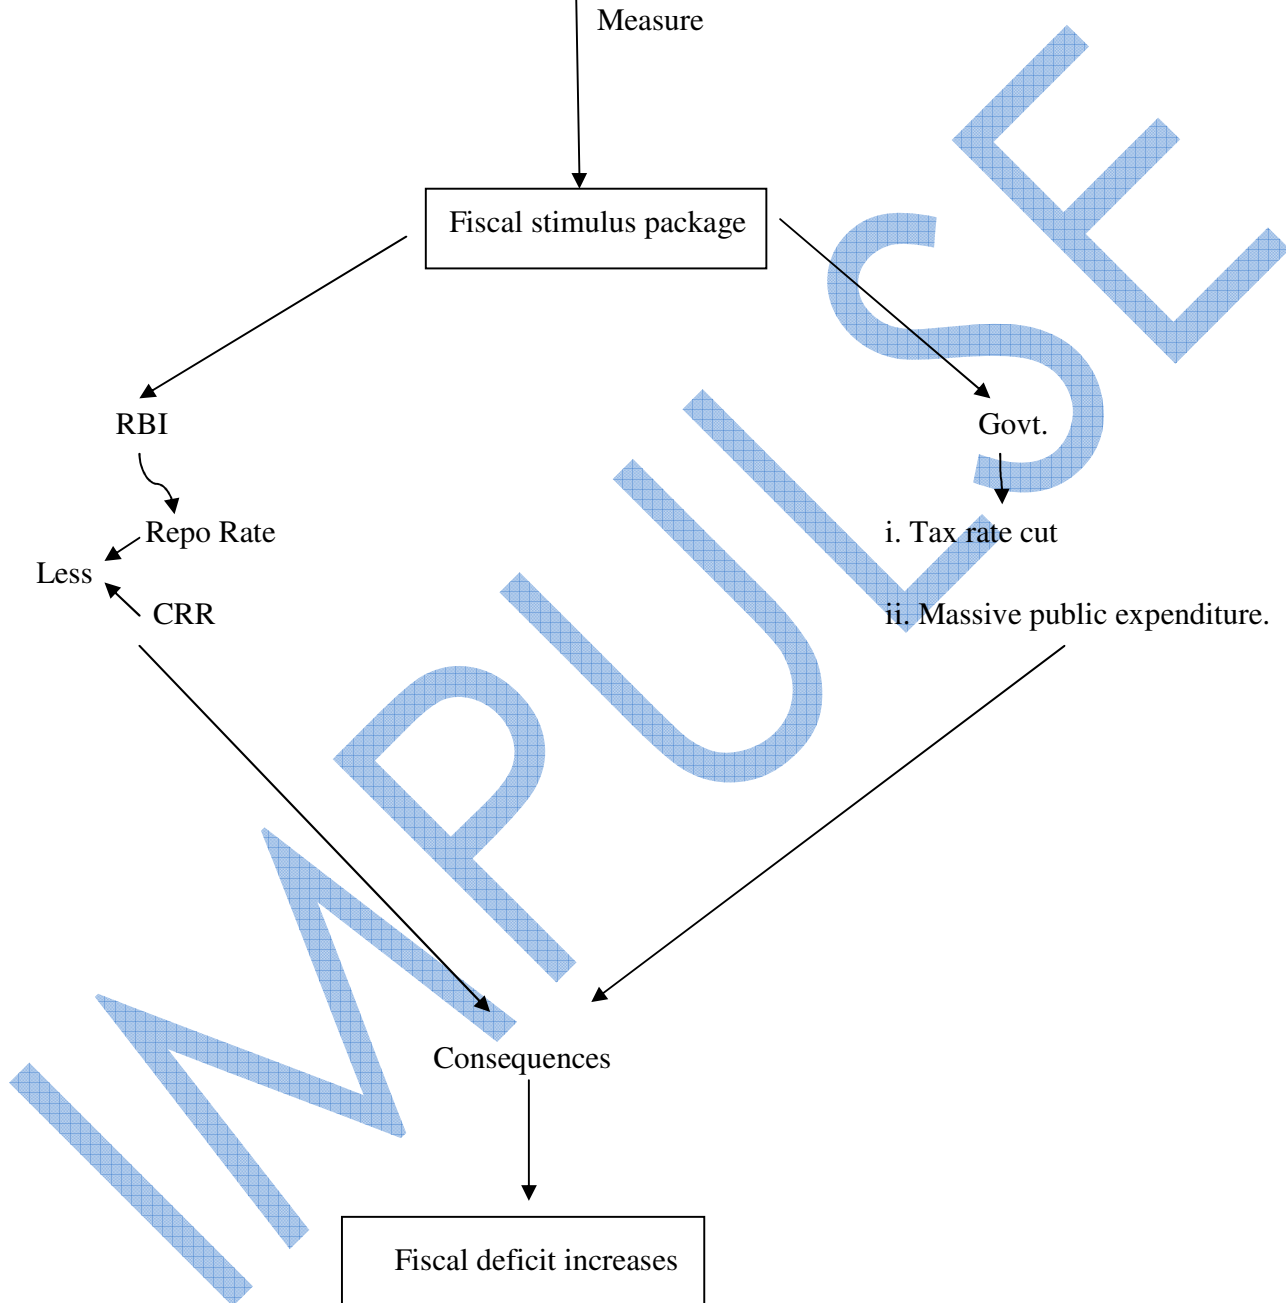 Measure
Fiscal stimulus package
RBI
Govt.
Repo Rate
i. Tax rate cut
Less
CRR
ii. Massive public expenditure.
Consequences
Fiscal deficit increases
IMPULSE